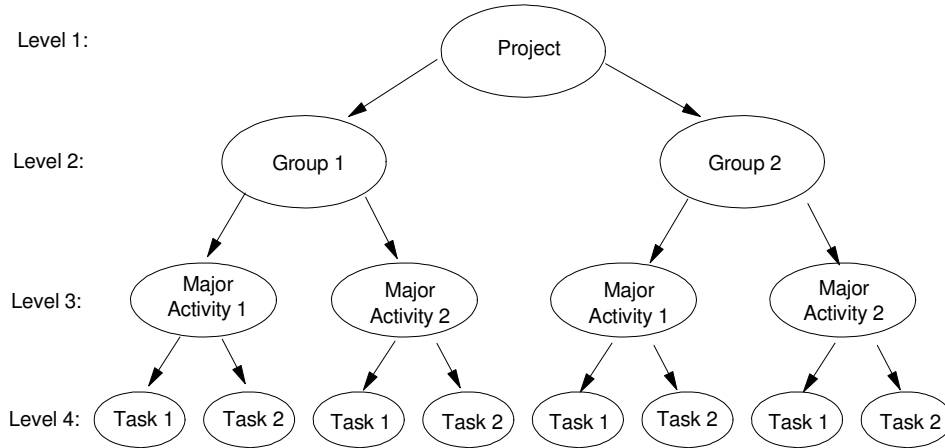 Level 1:
Project
Level 2:
Group 1
Group 2
Level 3:
Major
Activity 1
Major
Activity 2
Major
Activity 1
Major
Activity 2
Level 4:
Task 1
Task 2
Task 1
Task 2
Task 1
Task 2
Task 1
Task 2